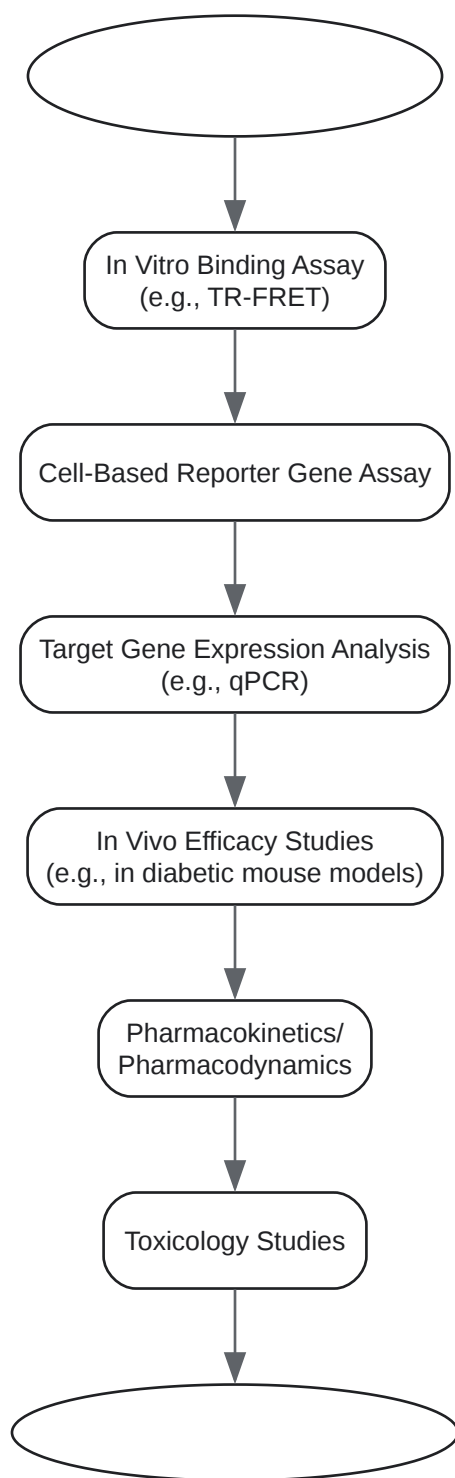 In Vitro Binding Assay
(e.g., TR-FRET)
Cell-Based Reporter Gene Assay
Target Gene Expression Analysis
(e.g., qPCR)
In Vivo Efficacy Studies
(e.g., in diabetic mouse models)
Pharmacokinetics/
Pharmacodynamics
Toxicology Studies